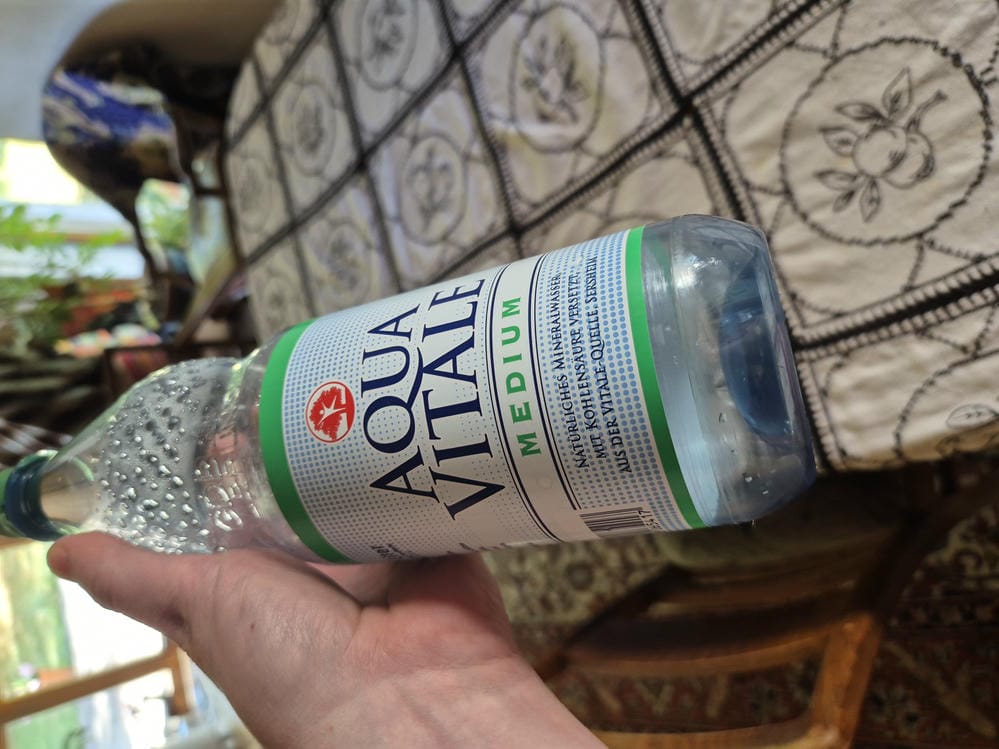 AQUA
VITALE
MEDIUM
NATÜRLICHES MINERALWASSER,
MIT KOHLENSÄURE VERSETZT,
AUS DER VITALE-QUELLE, SERSHEIM